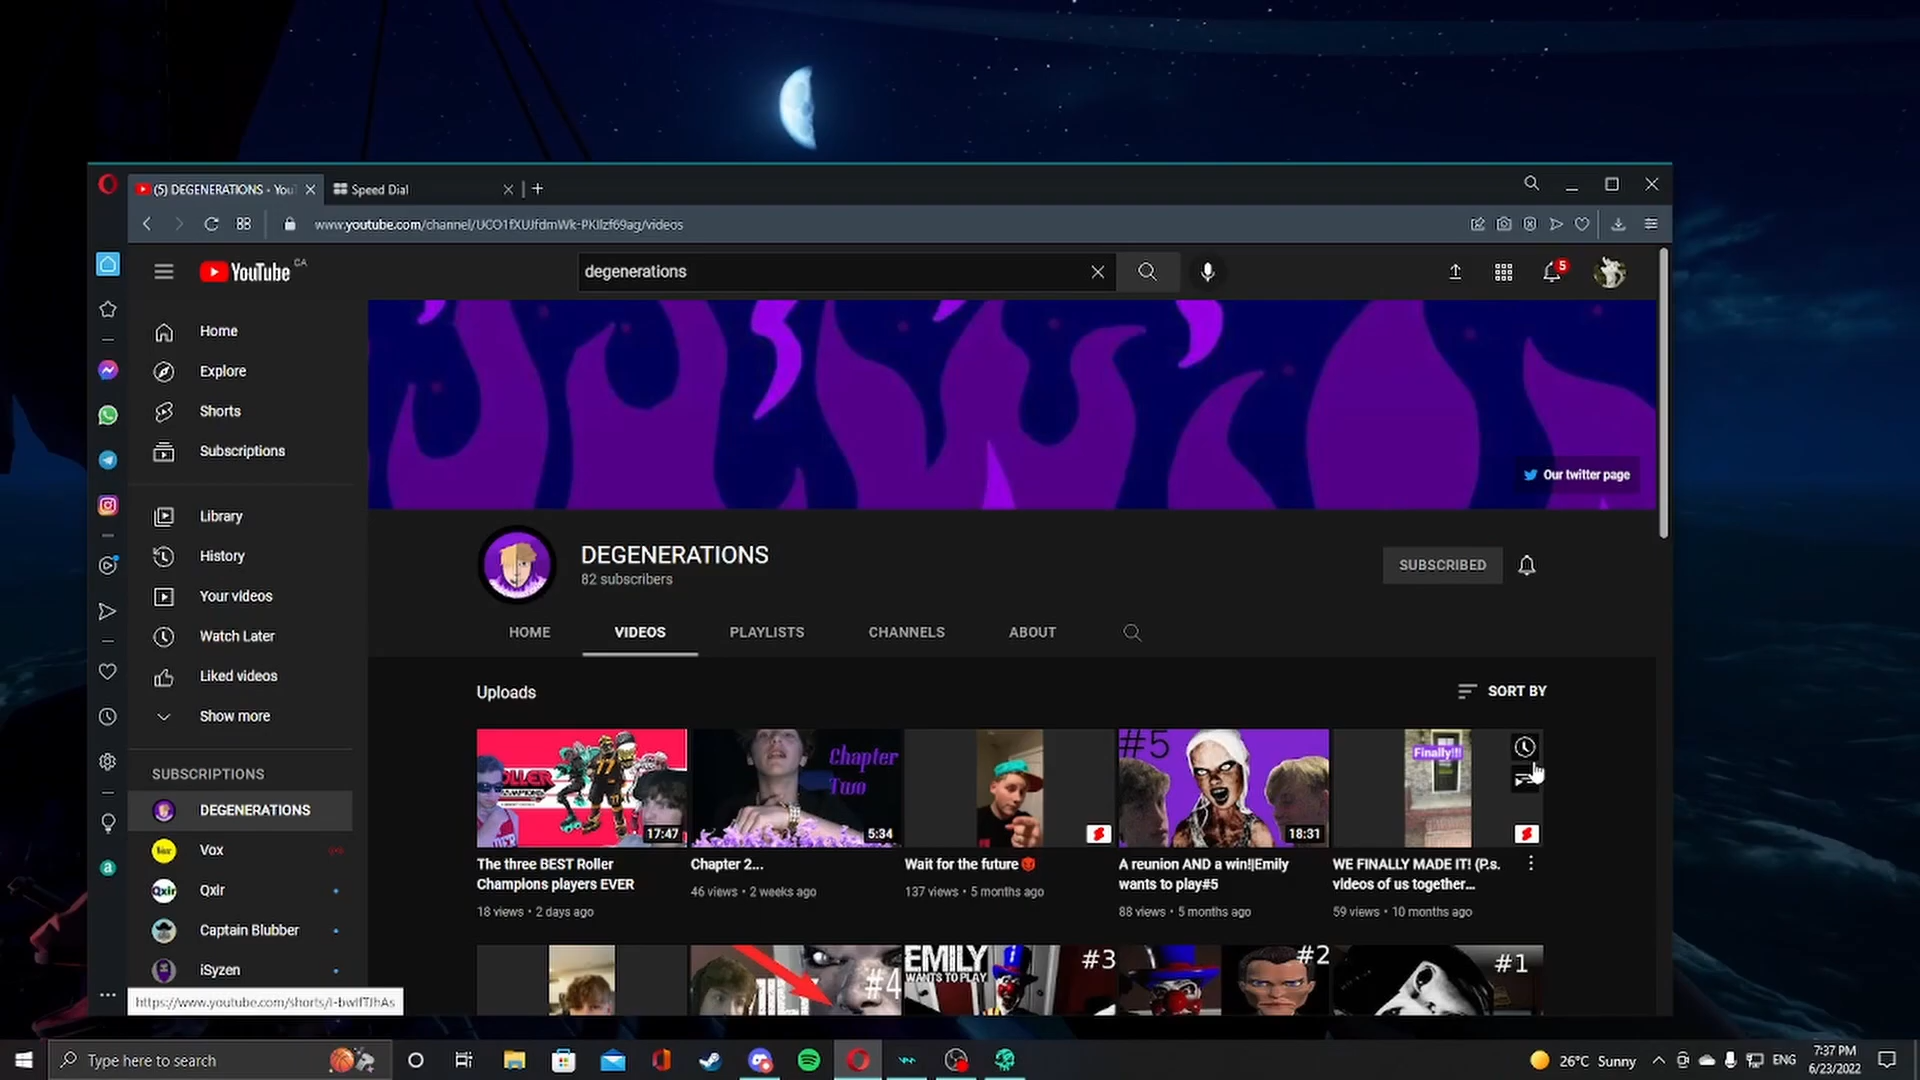 (5) DEGENERATIONS - You
Speed Dial
www.youtube.com/channel/UCO1fXUJfdmWk-PKIlzf69ag/videos
YouTube CA
degenerations
5
Home
Explore
Shorts
Subscriptions
Our twitter page
Library
History
Your videos
Watch Later
Liked videos
Show more
DEGENERATIONS
82 subscribers
SUBSCRIBED
HOME
VIDEOS
PLAYLISTS
CHANNELS
ABOUT
Uploads
SORT BY
SUBSCRIPTIONS
DEGENERATIONS
Vox
Qxir
Captain Blubber
iSyzen
17:47
Chapter
Two
5:34
#5
18:31
Finally!!!
The three BEST Roller
Champions players EVER
18 views • 2 days ago
Chapter 2...
46 views • 2 weeks ago
Wait for the future
137 views • 5 months ago
A reunion AND a win!|Emily
wants to play#5
88 views • 5 months ago
WE FINALLY MADE IT! (P.s.
videos of us together...
59 views • 10 months ago
#4
EMILY
WANTS TO PLAY
#3
#2
#1
https://www.youtube.com/shorts/I-bwIfTJhAs
Type here to search
26°C Sunny
ENG
7:37 PM
6/23/2022